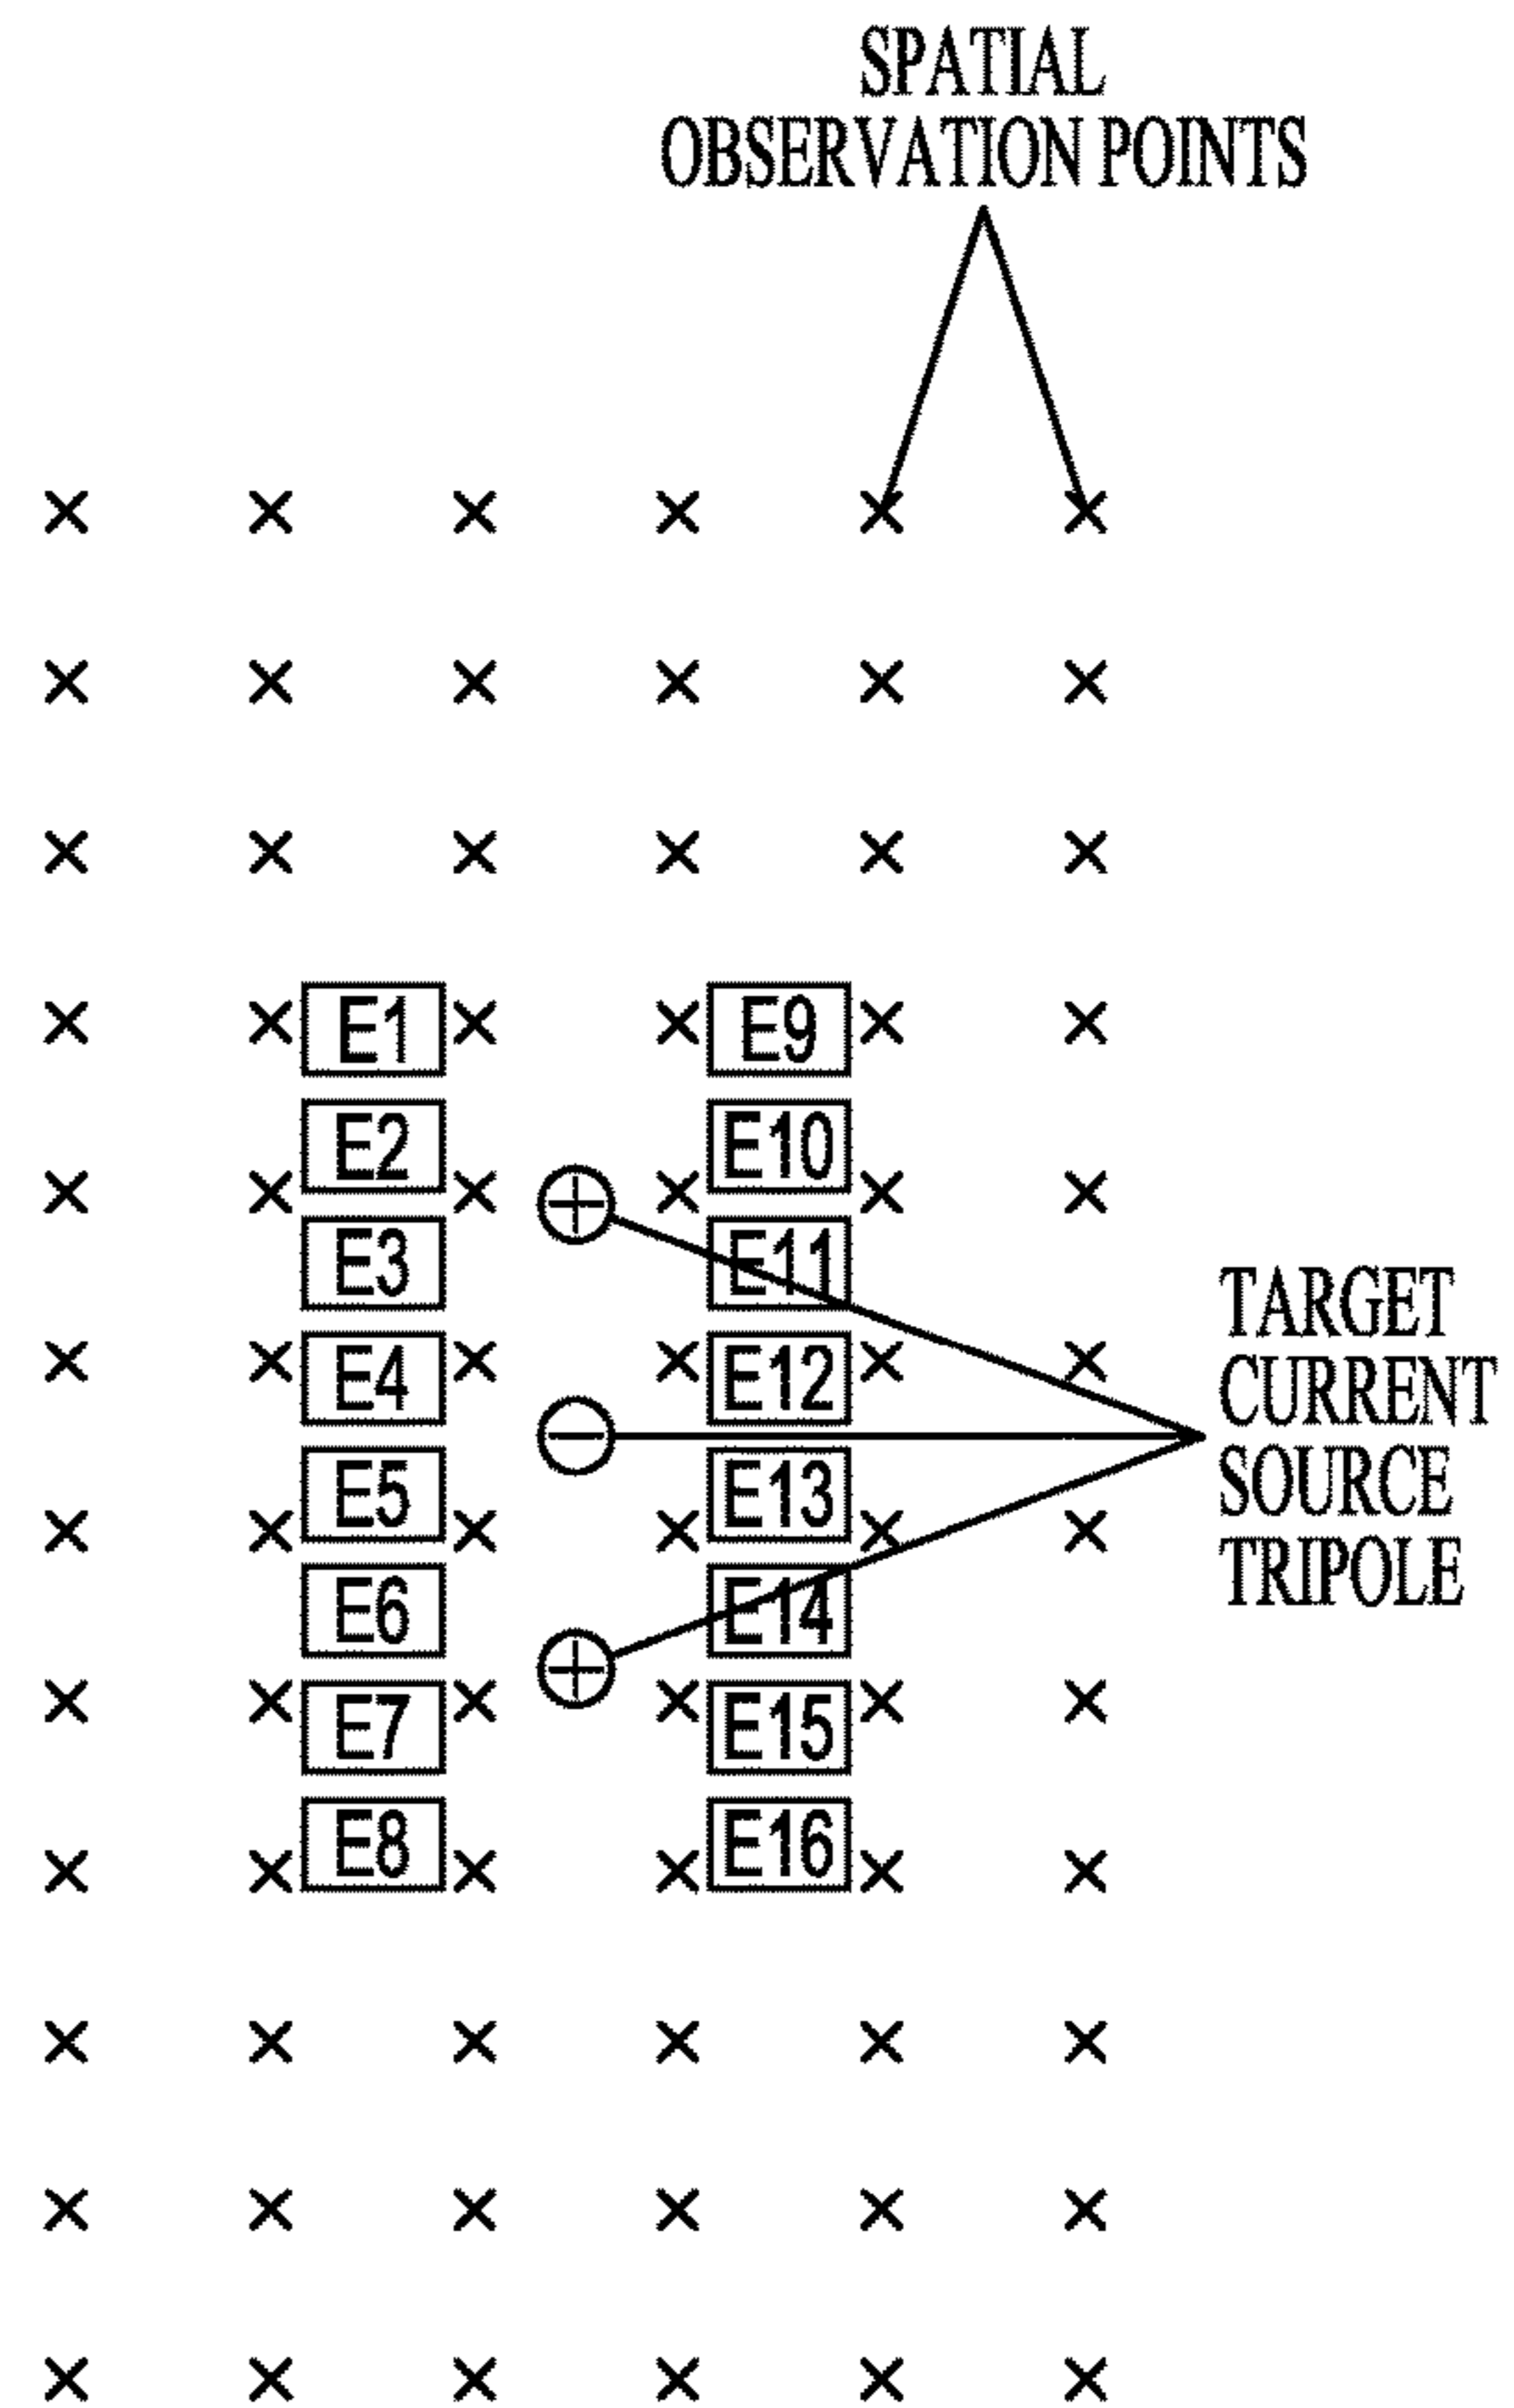 SPATIAL
OBSERVATION POINTS
E1
E9
E2
E10
E3
E11
E4
E12
E5
E13
E6
E14
E7
E15
E8
E16
TARGET
CURRENT
SOURCE
TRIPOLE